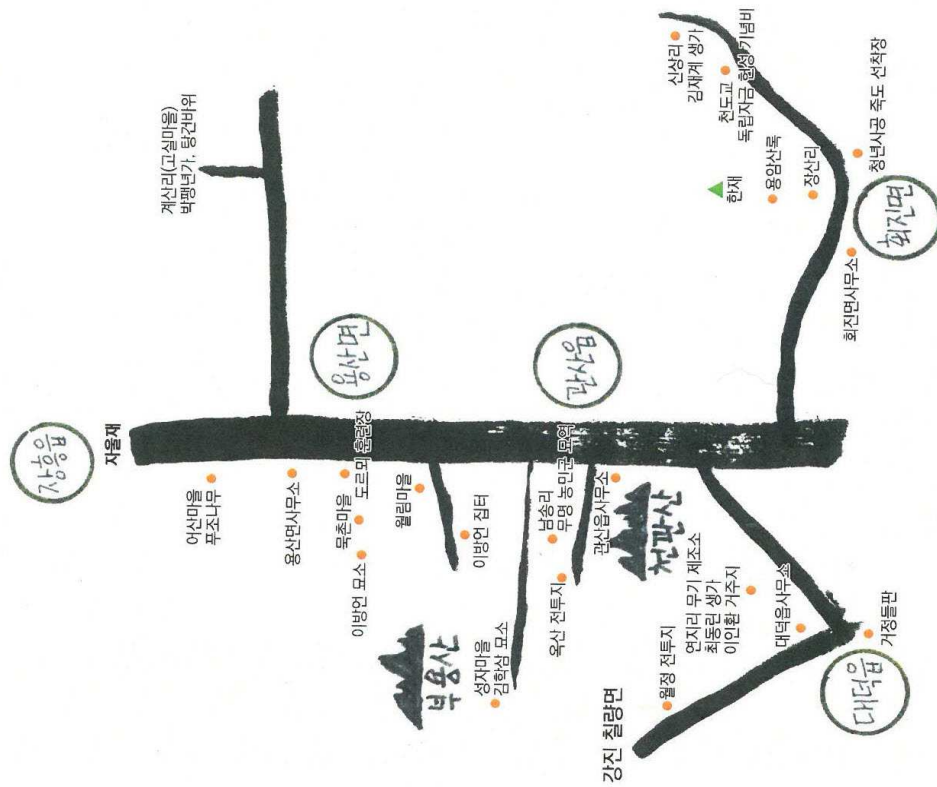 장흥읍
자울재
계산리(고실마을)
박팽년가, 탕건바위
어산마을
푸조나무
용산면
용산면사무소
묵촌마을
도르뫼 훈련장
이방언 묘소
월림마을
이방언 집터
부용산
성자마을
김학삼 묘소
관산읍
남송리
무명 농민군 묘역
옥산 전투지
관산읍사무소
천관산
신상리
김재계 생가
천도교
독립자금 헌성 기념비
한재
용암산록
장산리
청년사공 죽도 선착장
회진면
회진면사무소
연지리 무기 제조소
최동린 생가
이인환 거주지
월정 전투지
대덕읍사무소
거정들판
대덕읍
강진 칠량면